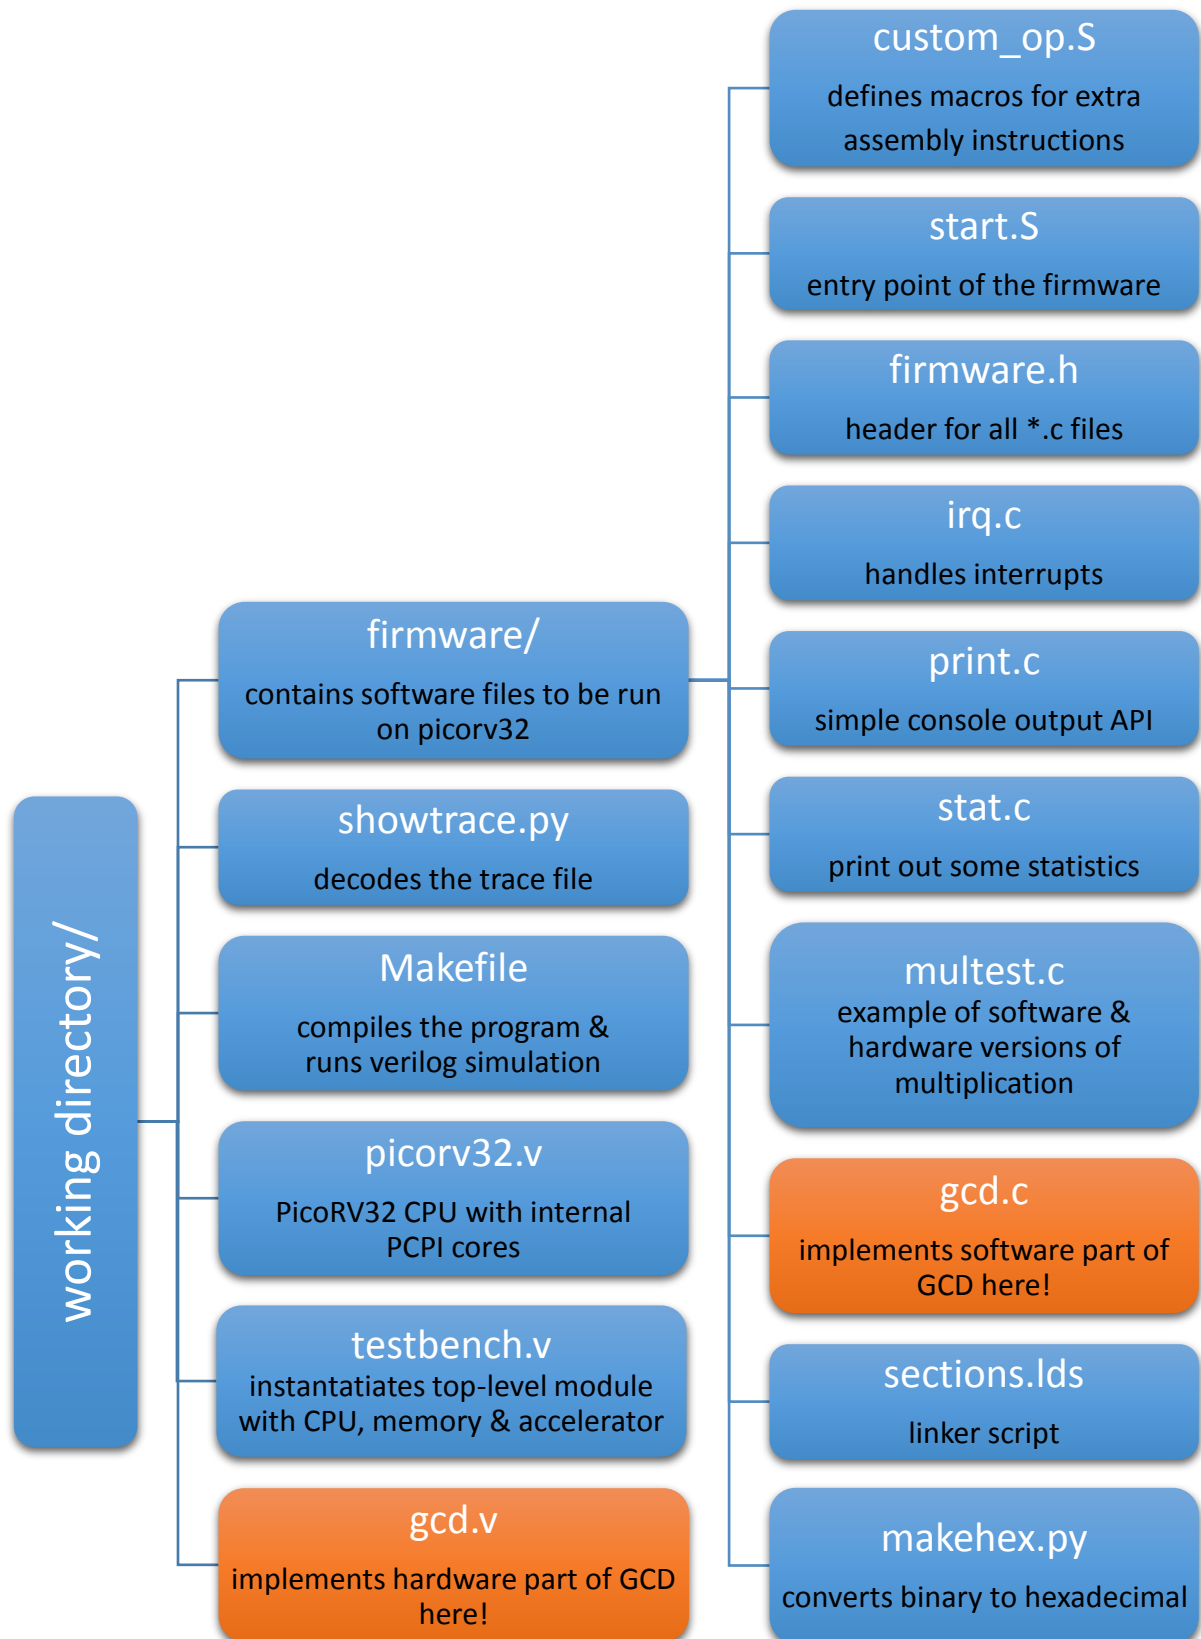 working directory/
firmware/
contains software files to be run
on picorv32
showtrace.py
decodes the trace file
Makefile
compiles the program &
runs verilog simulation
picorv32.v
PicoRV32 CPU with internal
PCPI cores
testbench.v
instantatiates top-level module
with CPU, memory & accelerator
gcd.v
implements hardware part of GCD
here!
custom_op.S
defines macros for extra
assembly instructions
start.S
entry point of the firmware
firmware.h
header for all *.c files
irq.c
handles interrupts
print.c
simple console output API
stat.c
print out some statistics
multest.c
example of software &
hardware versions of
multiplication
gcd.c
implements software part of
GCD here!
sections.lds
linker script
makehex.py
converts binary to hexadecimal